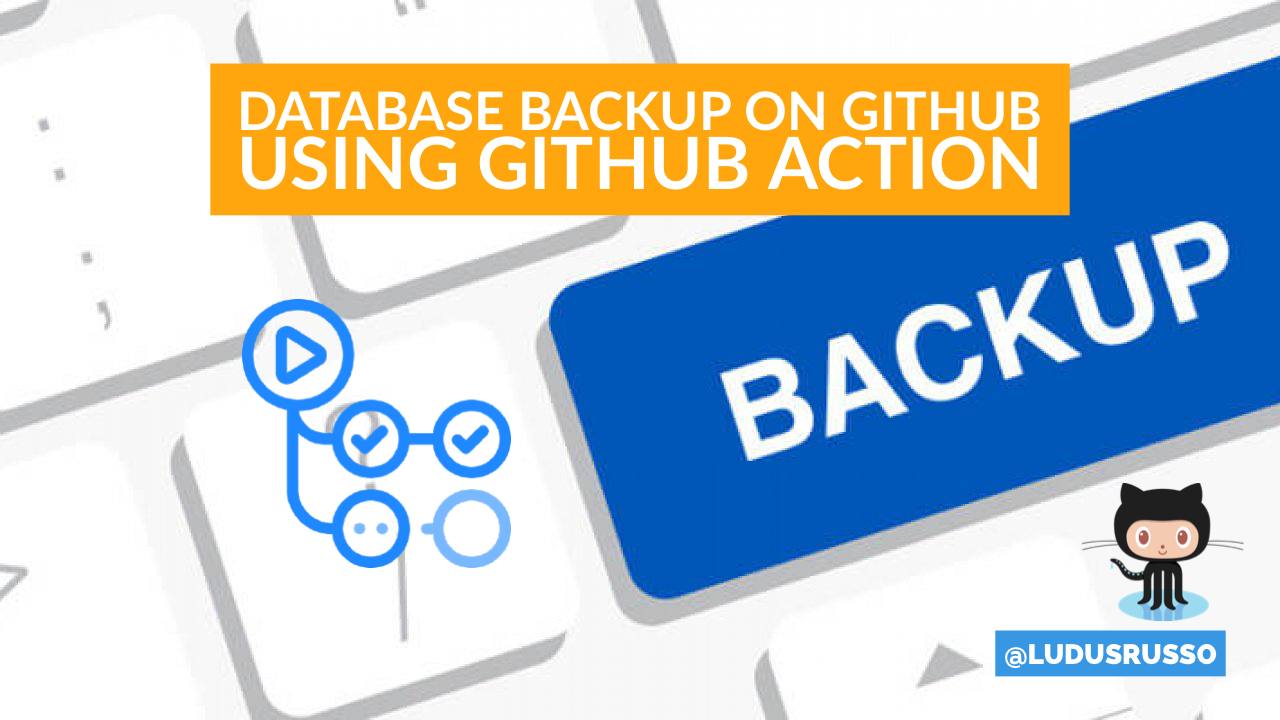 DATABASE BACKUP ON GITHUB
USING GITHUB ACTION
BACKUP
@LUDUSRUSSO